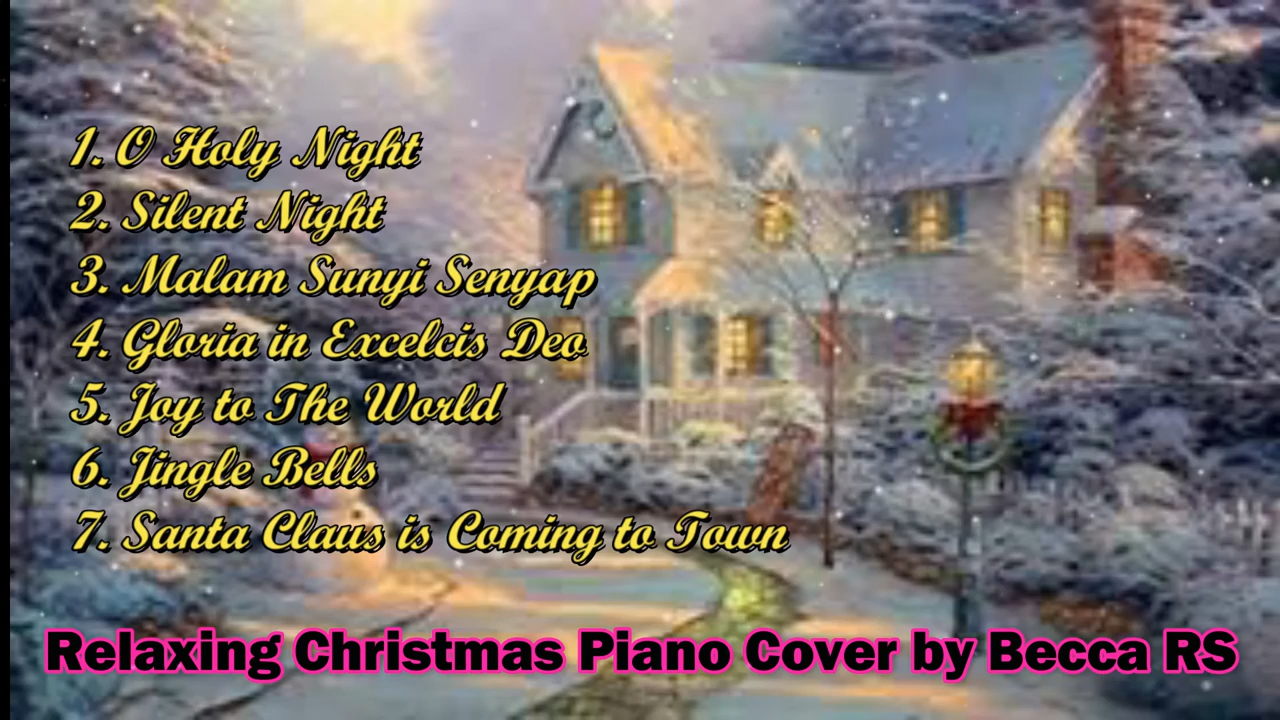 1. O Holy Night
2. Silent Night
3. Malam Sunyi Senyap
4. Gloria in Excelcis Deo
5. Joy to The World
6. Jingle Bells
7. Santa Claus is Coming to Town
Relaxing Christmas Piano Cover by Becca RS